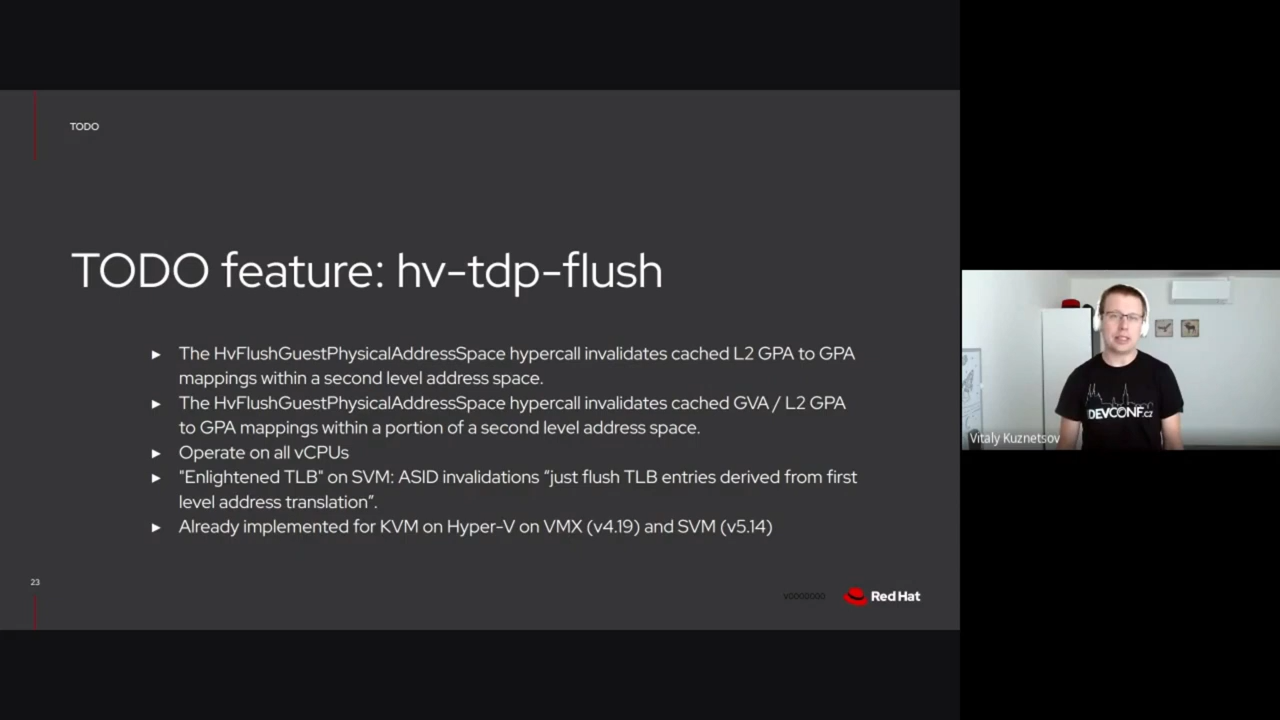 TODO
TODO feature: hv-tdp-flush
► The HvFlushGuestPhysicalAddressSpace hypercall invalidates cached L2 GPA to GPA
mappings within a second level address space.
► The HvFlushGuestPhysicalAddressSpace hypercall invalidates cached GVA / L2 GPA
to GPA mappings within a portion of a second level address space.
► Operate on all vCPUs
► "Enlightened TLB" on SVM: ASID invalidations “just flush TLB entries derived from first
level address translation”.
► Already implemented for KVM on Hyper-V on VMX (v4.19) and SVM (v5.14)
23
V0000000
Red Hat
DEVCONF.cz
Vitaly Kuznetsov